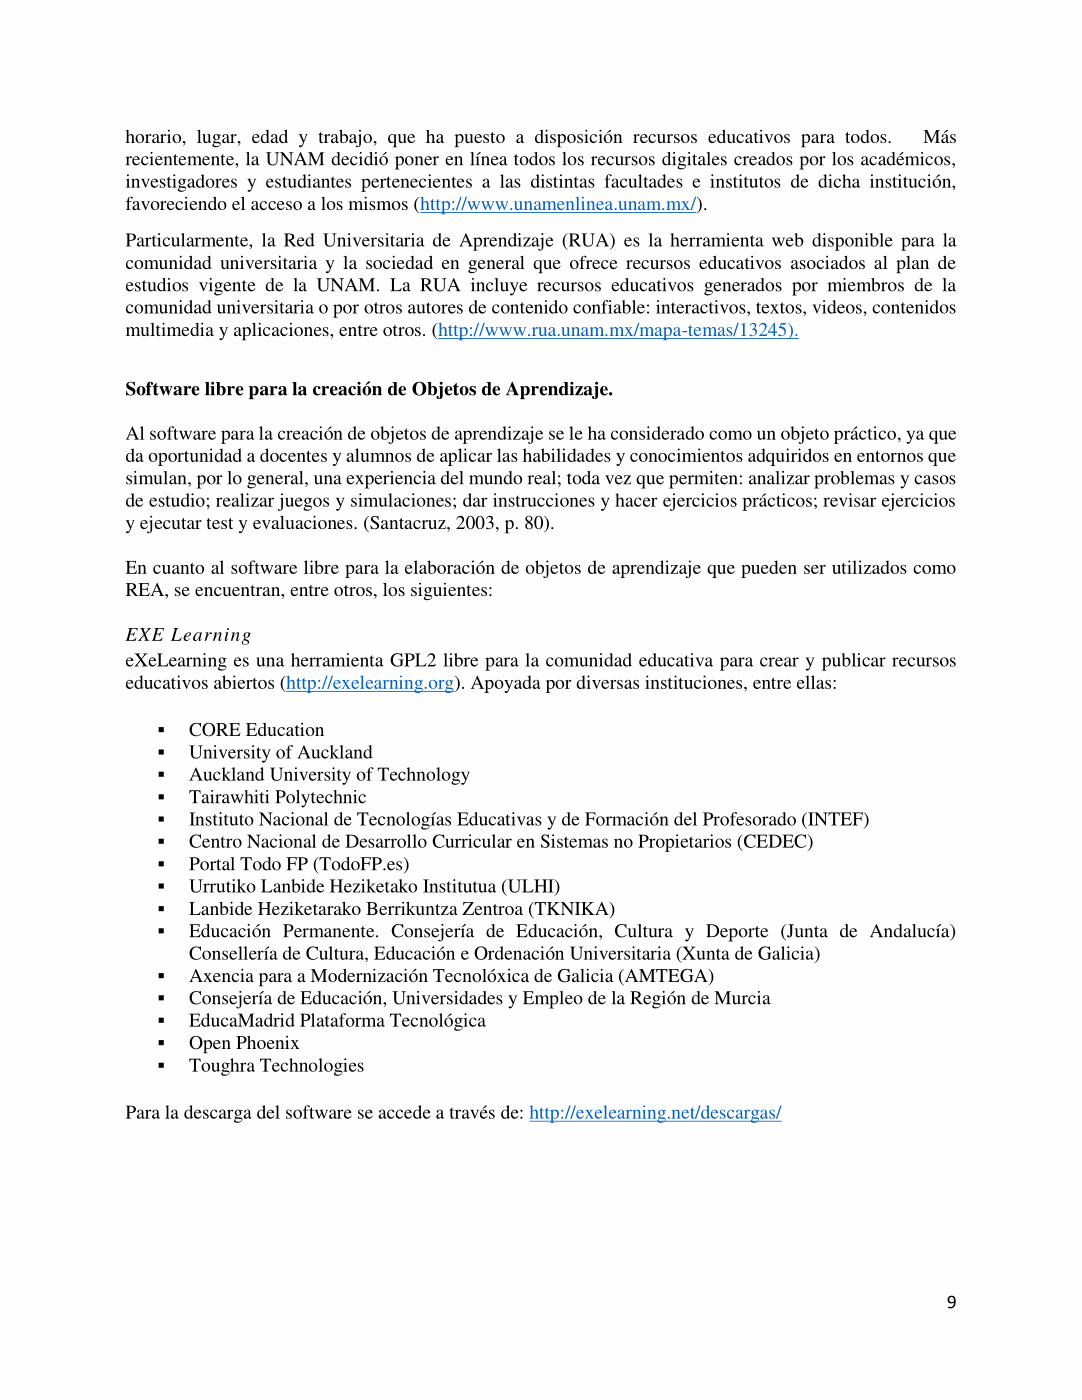 horario, lugar, edad y trabajo, que ha puesto a disposición recursos educativos para todos. Más
recientemente, la UNAM decidió poner en línea todos los recursos digitales creados por los académicos,
investigadores y estudiantes pertenecientes a las distintas facultades e institutos de dicha institución,
favoreciendo el acceso a los mismos (http://www.unamenlinea.unam.mx/).
Particularmente, la Red Universitaria de Aprendizaje (RUA) es la herramienta web disponible para la
comunidad universitaria y la sociedad en general que ofrece recursos educativos asociados al plan de
estudios vigente de la UNAM. La RUA incluye recursos educativos generados por miembros de la
comunidad universitaria o por otros autores de contenido confiable: interactivos, textos, videos, contenidos
multimedia y aplicaciones, entre otros. (http://www.rua.unam.mx/mapa-temas/13245).
Software libre para la creación de Objetos de Aprendizaje.
Al software para la creación de objetos de aprendizaje se le ha considerado como un objeto práctico, ya que
da oportunidad a docentes y alumnos de aplicar las habilidades y conocimientos adquiridos en entornos que
simulan, por lo general, una experiencia del mundo real; toda vez que permiten: analizar problemas y casos
de estudio; realizar juegos y simulaciones; dar instrucciones y hacer ejercicios prácticos; revisar ejercicios
y ejecutar test y evaluaciones. (Santacruz, 2003, p. 80).
En cuanto al software libre para la elaboración de objetos de aprendizaje que pueden ser utilizados como
REA, se encuentran, entre otros, los siguientes:
EXE Learning
eXeLearning es una herramienta GPL2 libre para la comunidad educativa para crear y publicar recursos
educativos abiertos (http://exelearning.org). Apoyada por diversas instituciones, entre ellas:
▪ CORE Education
▪ University of Auckland
▪ Auckland University of Technology
▪ Tairawhiti Polytechnic
▪ Instituto Nacional de Tecnologías Educativas y de Formación del Profesorado (INTEF)
▪ Centro Nacional de Desarrollo Curricular en Sistemas no Propietarios (CEDEC)
▪ Portal Todo FP (TodoFP.es)
▪ Urrutiko Lanbide Heziketako Institutua (ULHI)
▪ Lanbide Heziketarako Berrikuntza Zentroa (TKNIKA)
▪ Educación Permanente. Consejería de Educación, Cultura y Deporte (Junta de Andalucía)
Consellería de Cultura, Educación e Ordenación Universitaria (Xunta de Galicia)
▪ Axencia para a Modernización Tecnolóxica de Galicia (AMTEGA)
▪ Consejería de Educación, Universidades y Empleo de la Región de Murcia
▪ EducaMadrid Plataforma Tecnológica
▪ Open Phoenix
▪ Toughra Technologies
Para la descarga del software se accede a través de: http://exelearning.net/descargas/
9